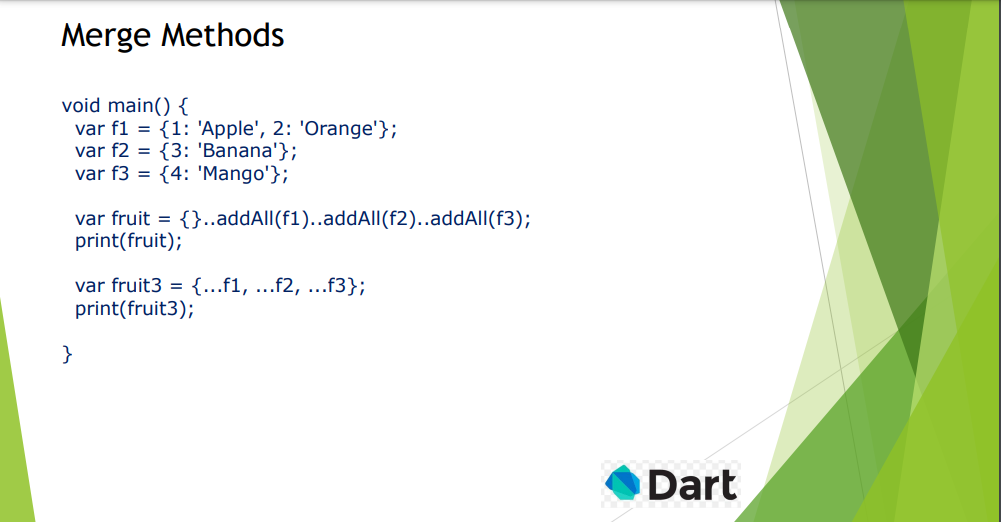 Merge Methods
void main() {
var f1 = {1: 'Apple', 2: 'Orange'};
var f2 = {3: 'Banana'};
var f3 = {4: 'Mango'};
var fruit = {}..addAll(f1)..addAll(f2)..addAll(f3);
print(fruit);
var fruit3 = {...f1, ...f2, ...f3};
print(fruit3);
}
Dart